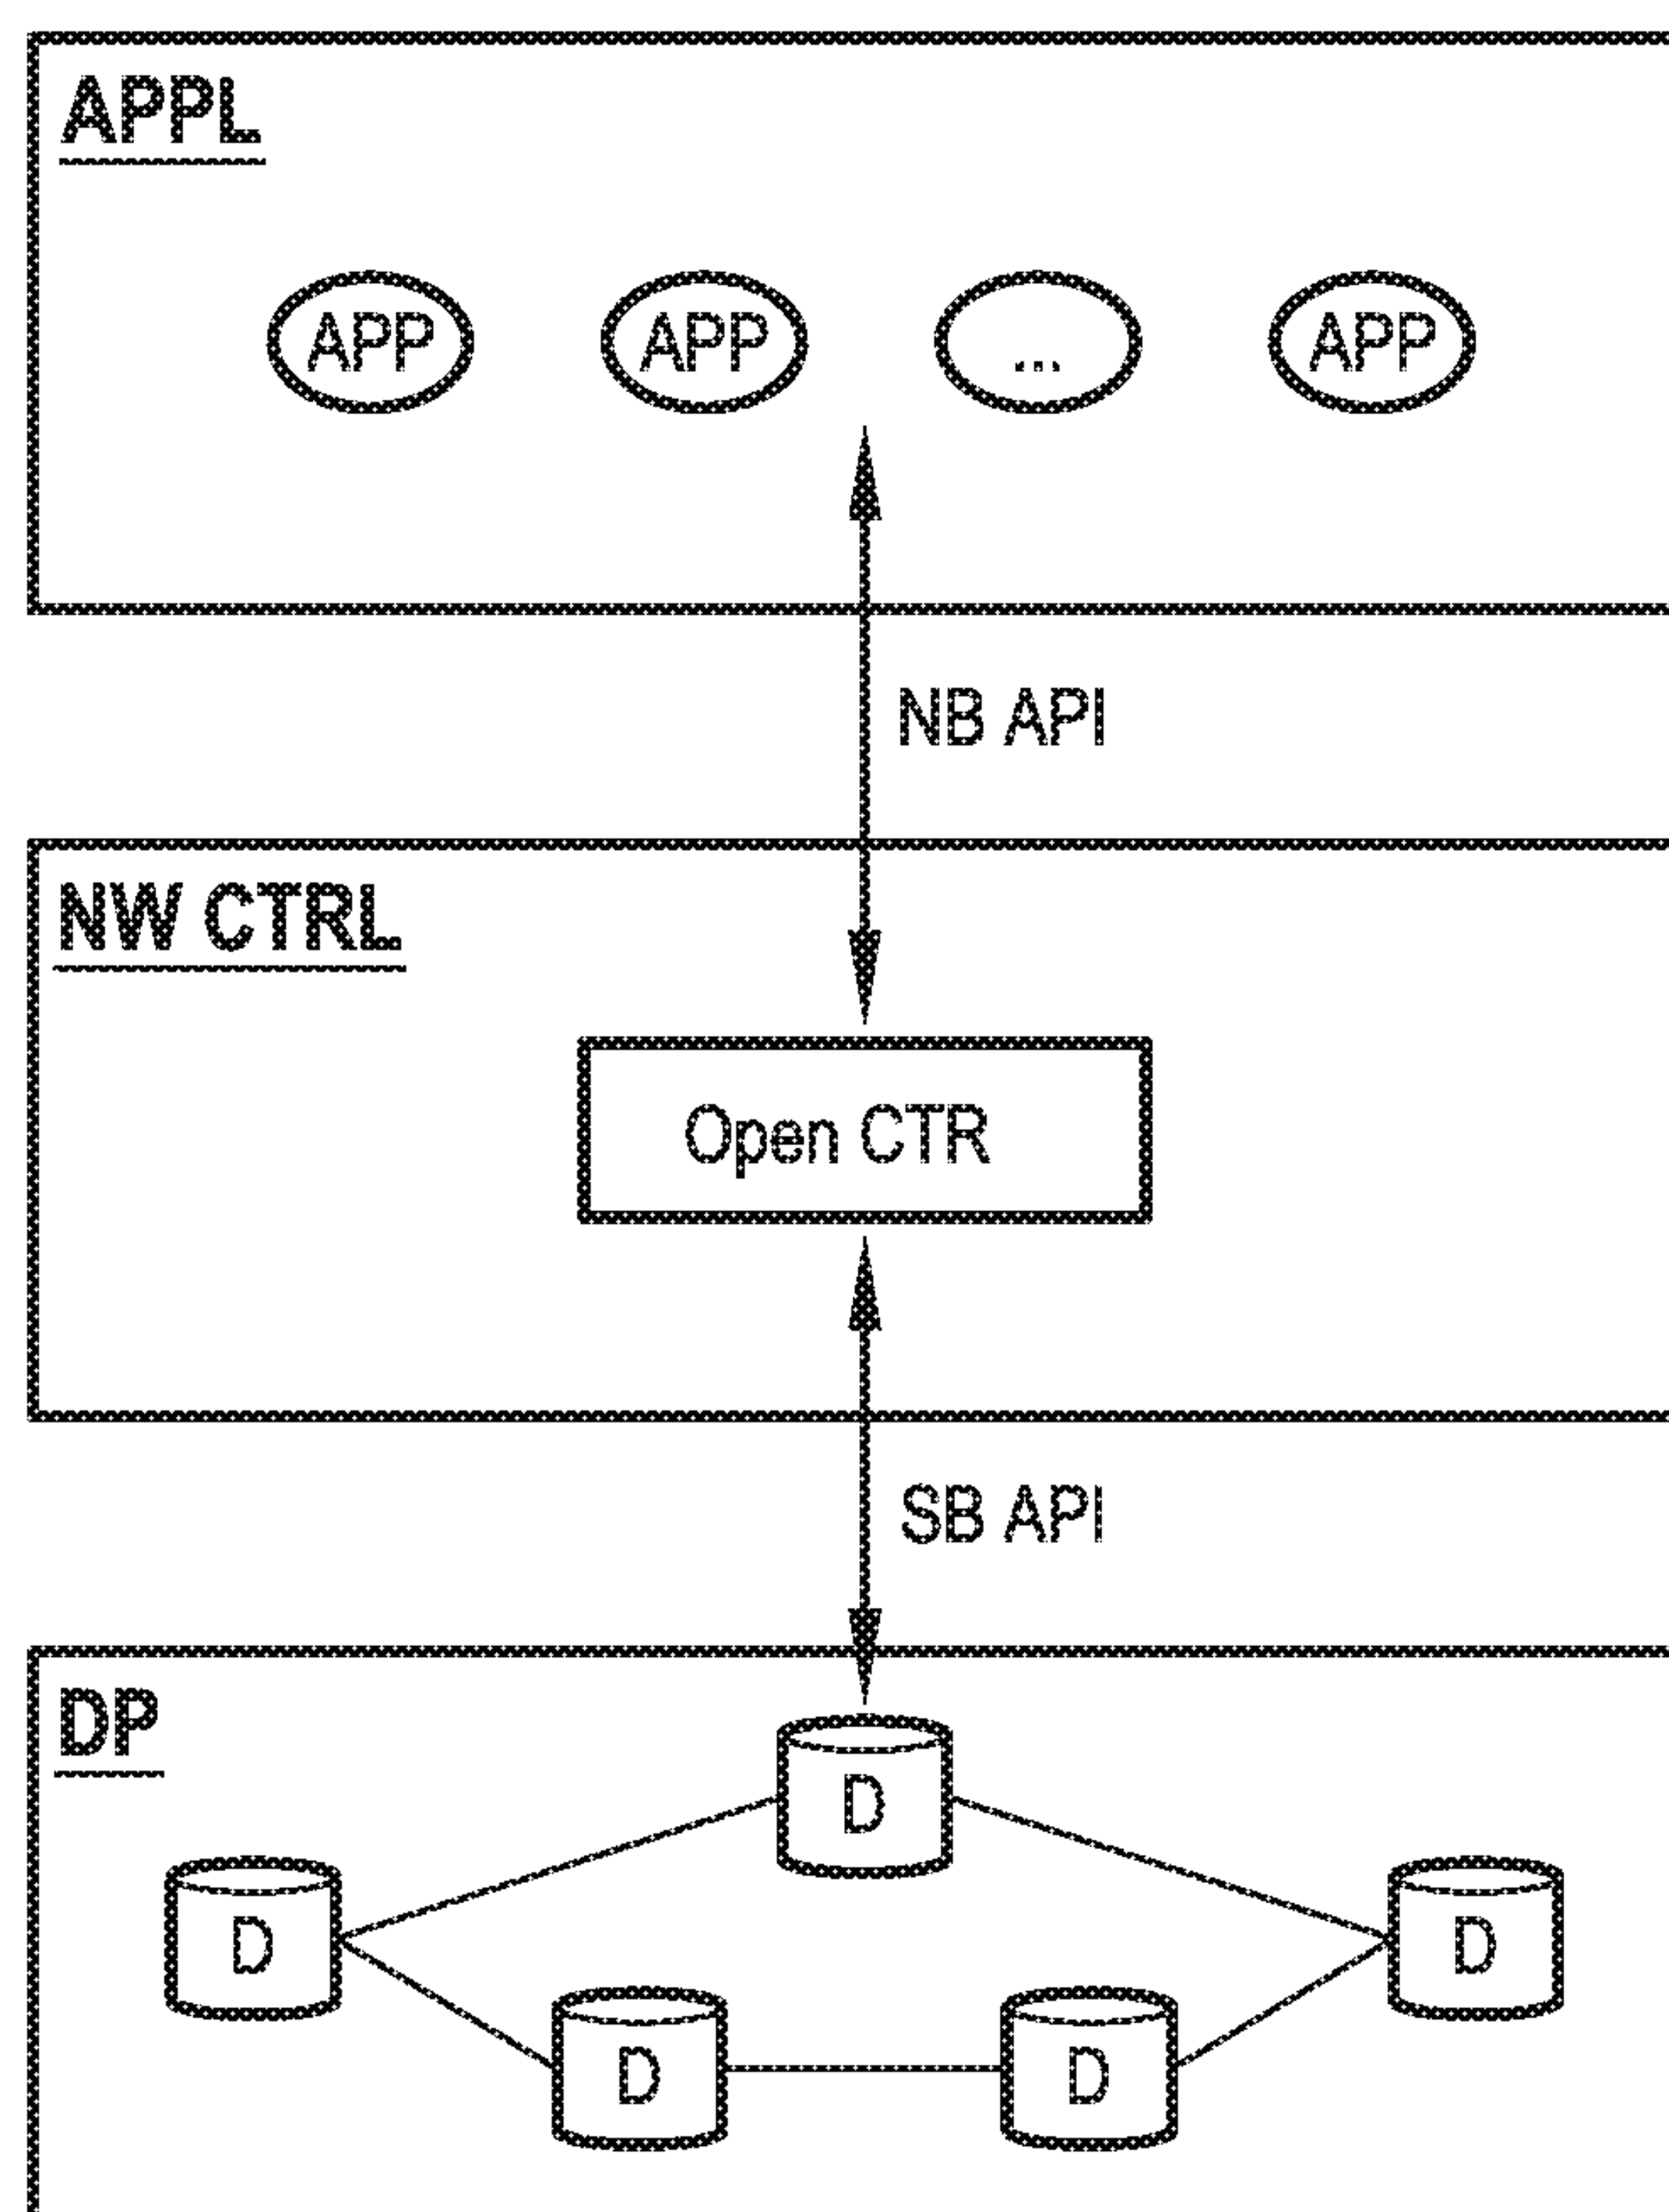 APPL
APP APP ... APP
NB API
NW CTRL
Open CTR
SB API
DP
D
D D
D D